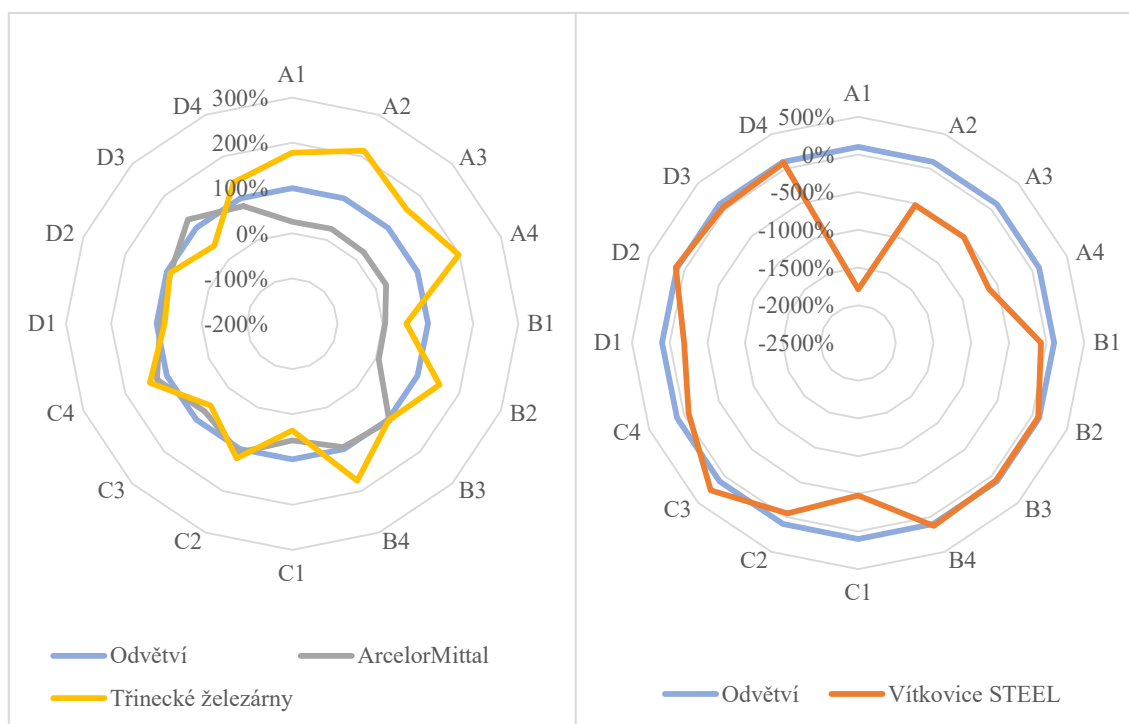 A1
A2
A3
A4
B1
B2
B3
B4
C1
C2
C3
C4
D1
D2
D3
D4
300%
200%
100%
0%
-100%
-200%
Odvětví
ArcelorMittal
Třinecké železárny
A1
A2
A3
A4
B1
B2
B3
B4
C1
C2
C3
C4
D1
D2
D3
D4
500%
0%
-500%
-1000%
-1500%
-2000%
-2500%
Odvětví
Vítkovice STEEL